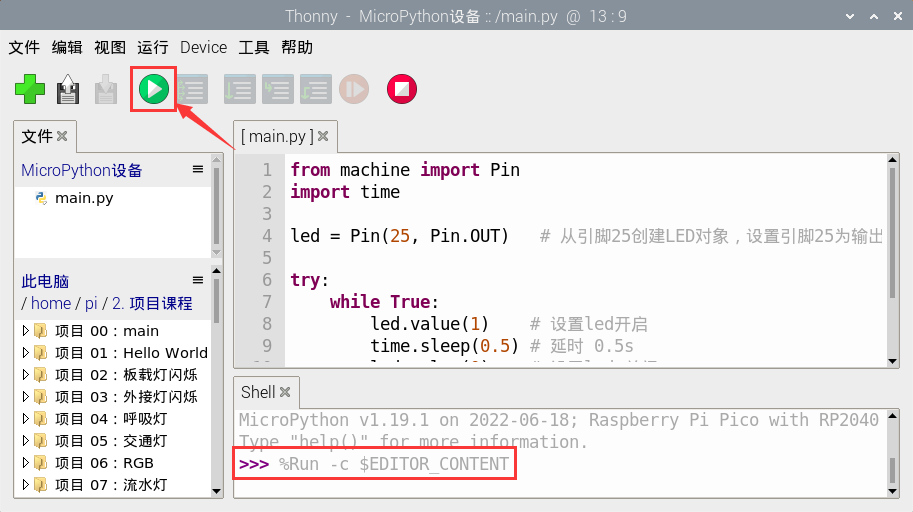 Thonny - MicroPython设备 :: /main.py @ 13 : 9
文件 编辑 视图 运行 Device 工具 帮助
文件
MicroPython设备
main.py
此电脑
/ home / pi / 2. 项目课程
项目 00：main
项目 01：Hello World
项目 02：板载灯闪烁
项目 03：外接灯闪烁
项目 04：呼吸灯
项目 05：交通灯
项目 06：RGB
项目 07：流水灯
[ main.py ]
1 from machine import Pin
2 import time
3
4 led = Pin(25, Pin.OUT)   # 从引脚25创建LED对象，设置引脚25为输出
5
6 try:
7     while True:
8         led.value(1)    # 设置led开启
9         time.sleep(0.5) # 延时 0.5s
Shell
MicroPython v1.19.1 on 2022-06-18; Raspberry Pi Pico with RP2040
Type "help()" for more information.
>>> %Run -c $EDITOR_CONTENT